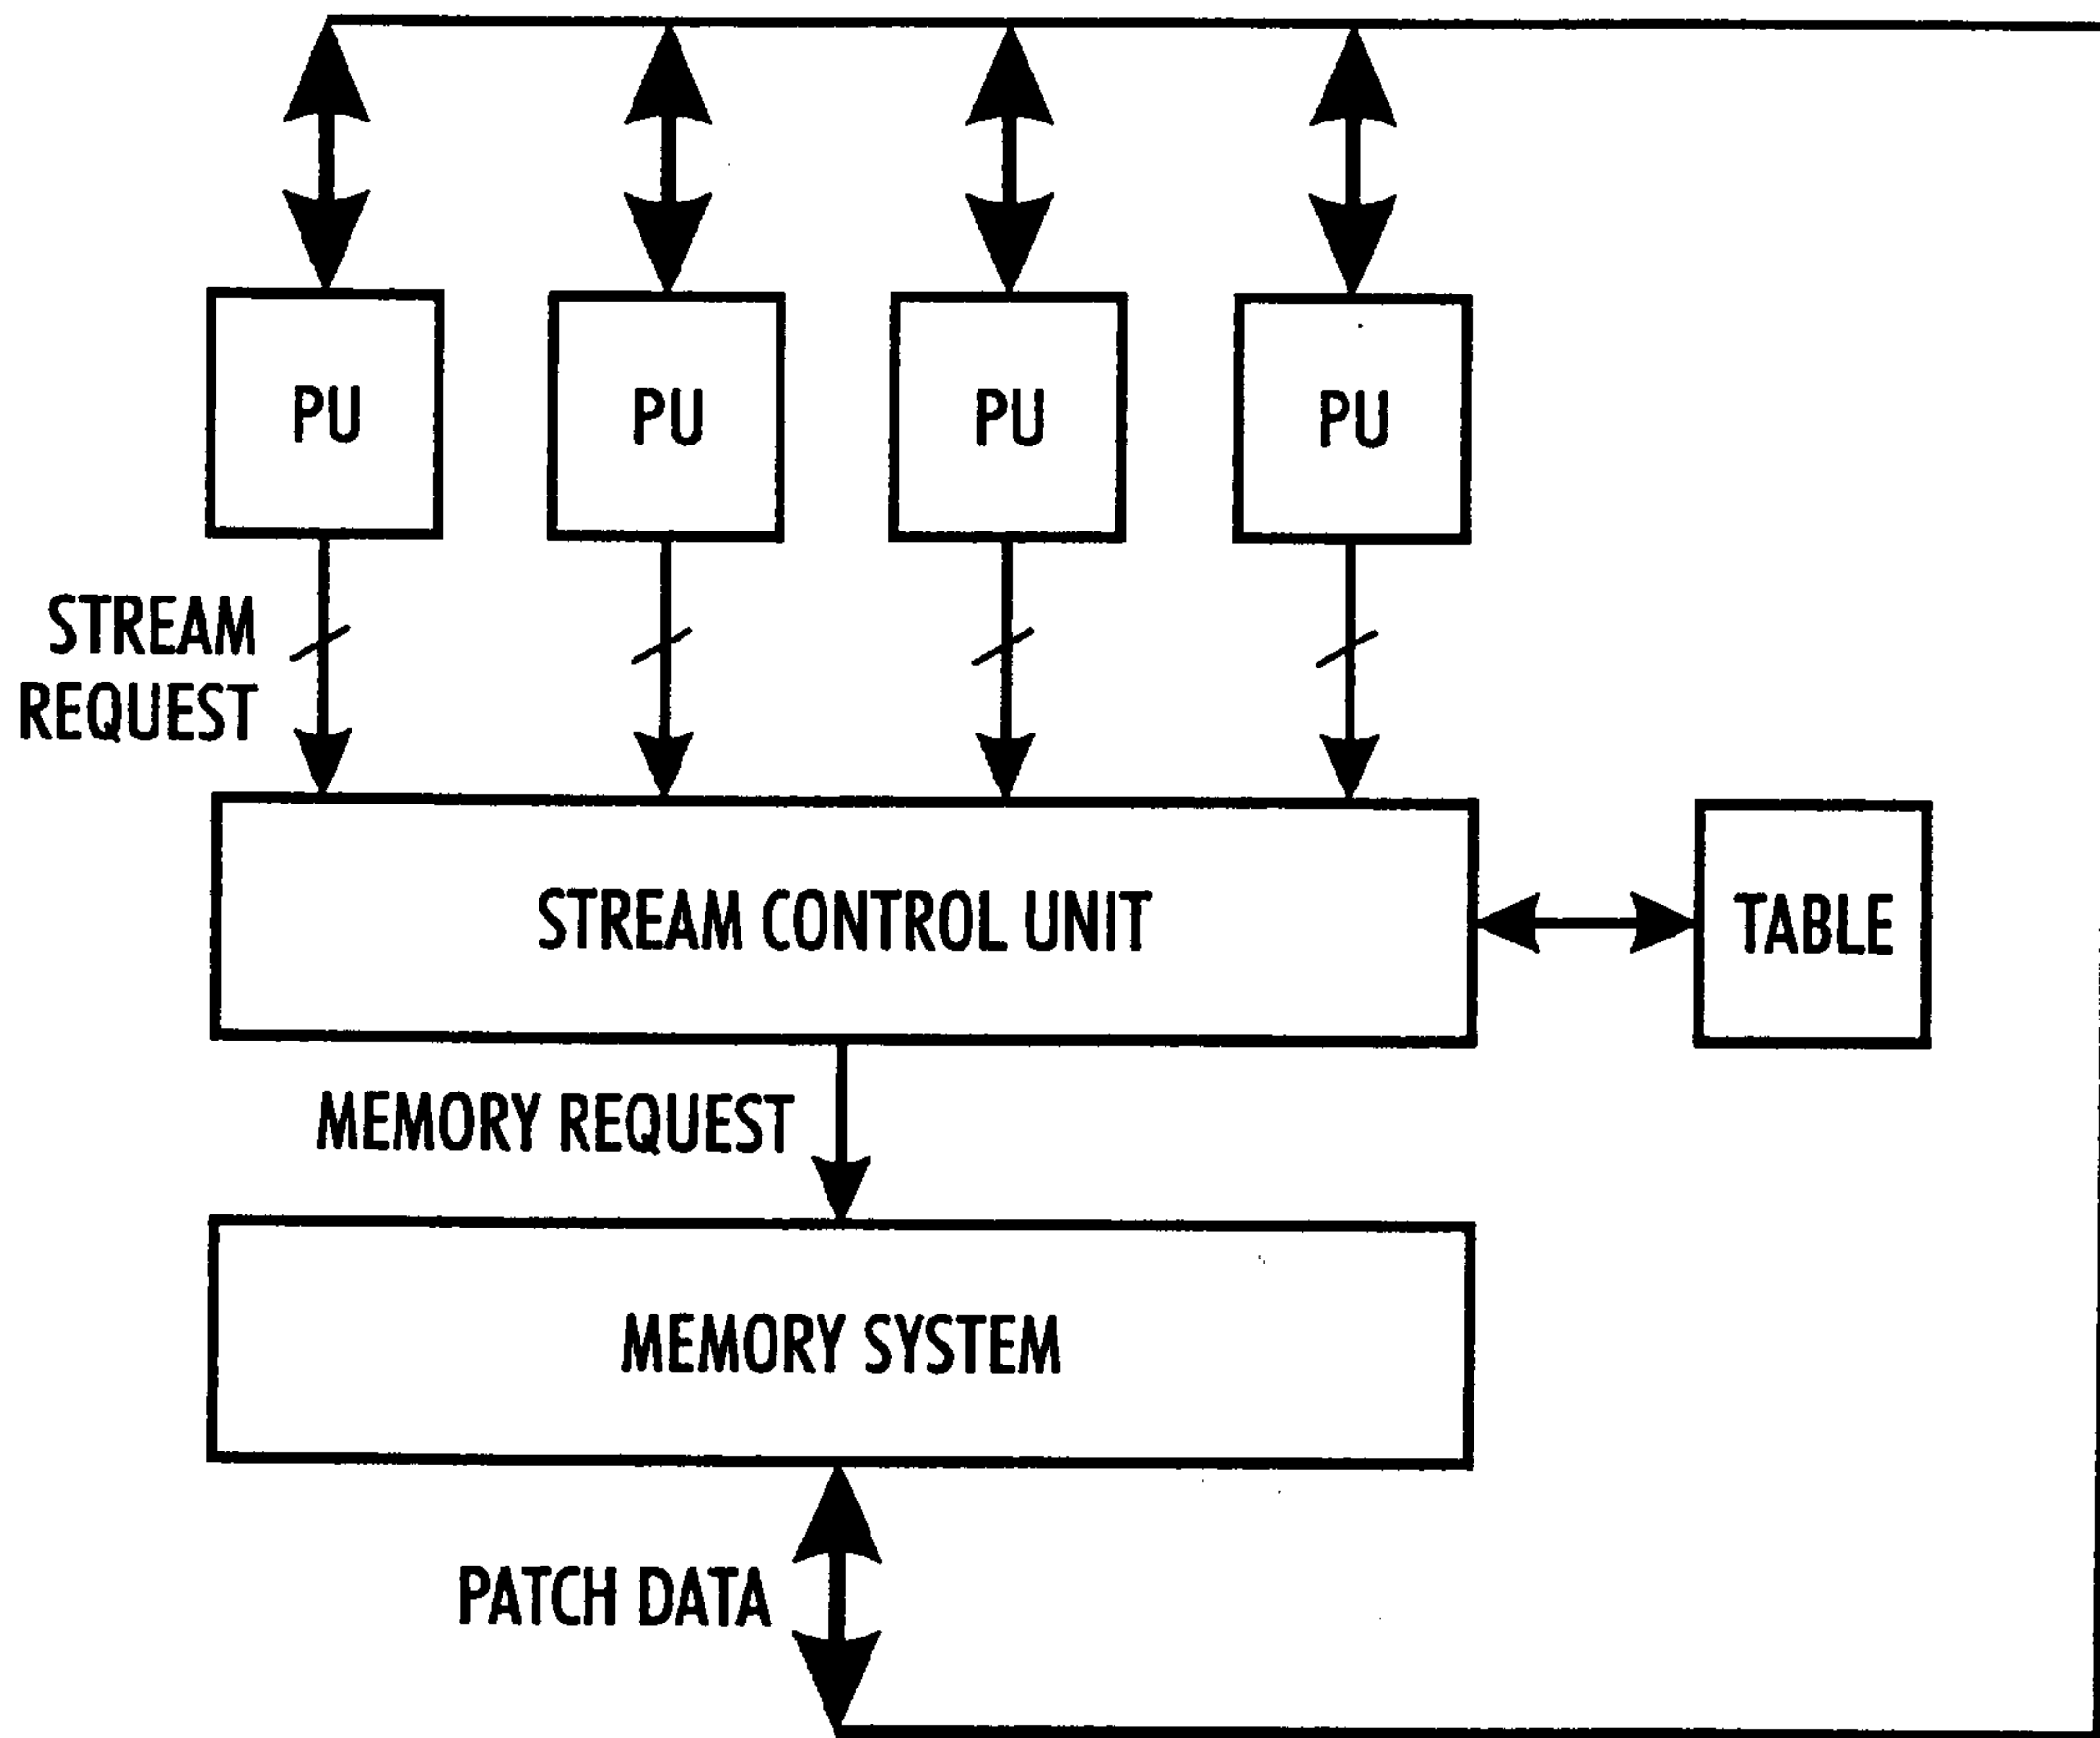 PU
PU
PU
PU
STREAM
REQUEST
STREAM CONTROL UNIT
TABLE
MEMORY REQUEST
MEMORY SYSTEM
PATCH DATA